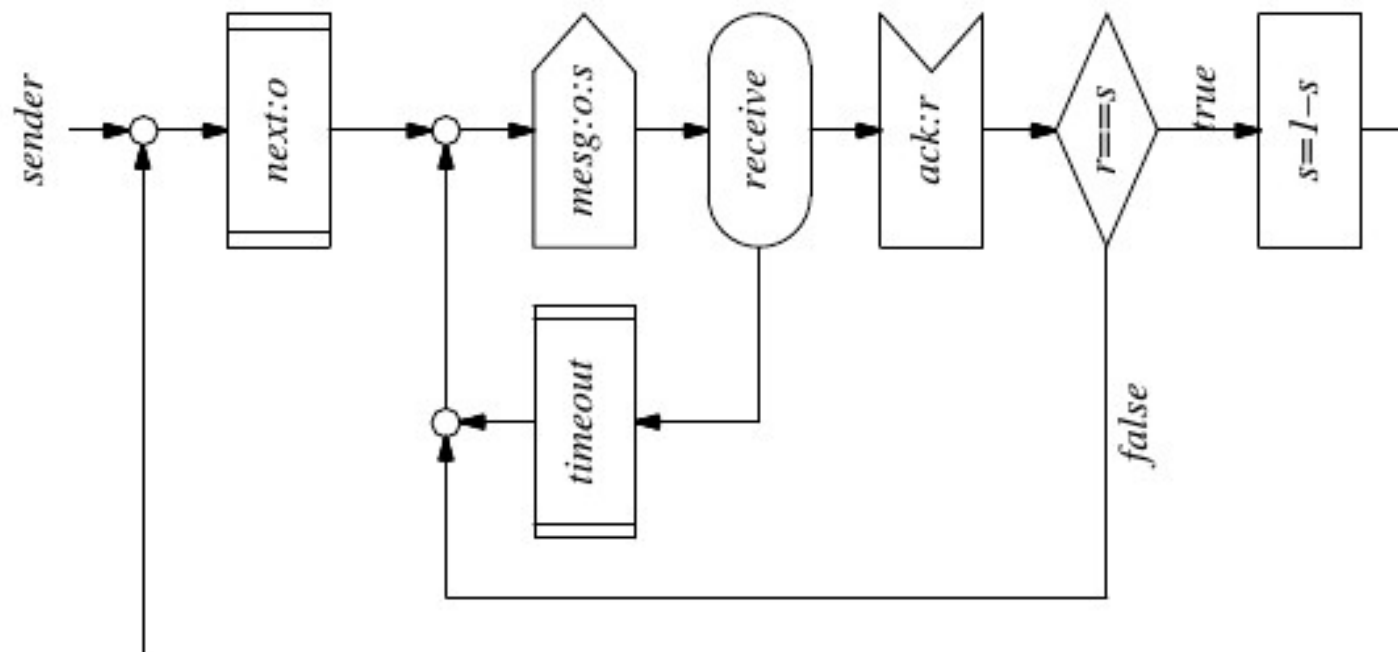 sender
next:o
mesg:o:s
receive
ack:r
r==s
true
s=1–s
timeout
false